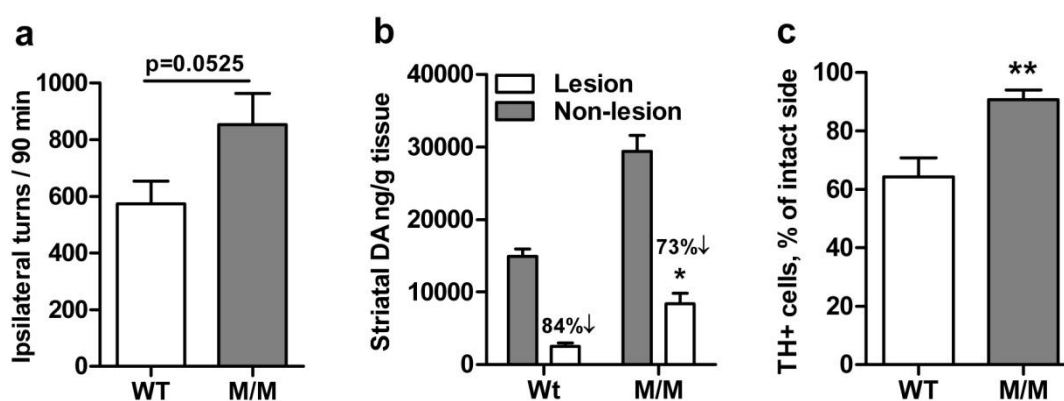 a
p=0.0525
Ipsilateral turns / 90 min
1000
800
600
400
200
0
WT M/M
b
Lesion
Non-lesion
Striatal DA ng/g tissue
40000
30000
20000
10000
0
84%↓
73%↓
*
Wt M/M
c
**
TH+ cells, % of intact side
100
80
60
40
20
0
WT M/M